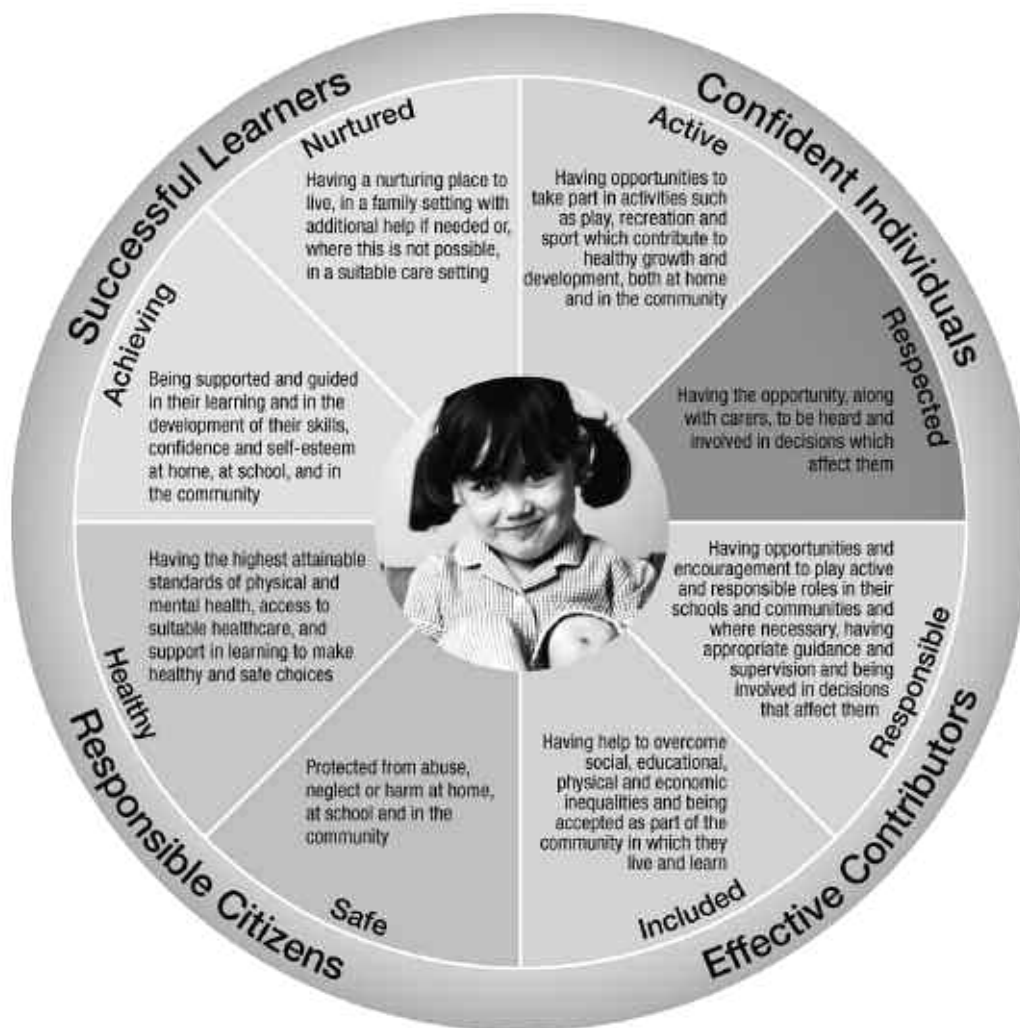 Successful Learners
Confident Individuals
Nurtured
Having a nurturing place to
live, in a family setting with
additional help if needed or,
where this is not possible,
in a suitable care setting
Active
Having opportunities to
take part in activities such
as play, recreation and
sport which contribute to
healthy growth and
development, both at home
and in the community
Achieving
Being supported and guided
in their learning and in the
development of their skills,
confidence and self-esteem
at home, at school, and in
the community
Respected
Having the opportunity, along
with carers, to be heard and
involved in decisions which
affect them
Healthy
Having the highest attainable
standards of physical and
mental health, access to
suitable healthcare, and
support in learning to make
healthy and safe choices
Responsible
Having opportunities and
encouragement to play active
and responsible roles in their
schools and communities and
where necessary, having
appropriate guidance and
supervision and being
involved in decisions
that affect them
Safe
Protected from abuse,
neglect or harm at home,
at school and in the
community
Included
Having help to overcome
social, educational,
physical and economic
inequalities and being
accepted as part of the
community in which they
live and learn
Responsible Citizens
Effective Contributors